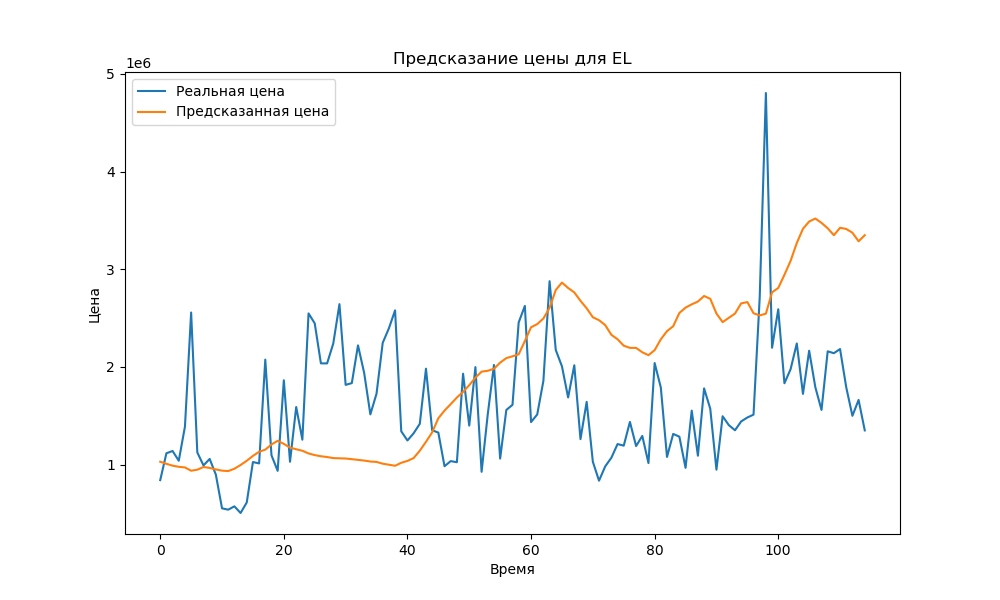 Предсказание цены для EL
1e6
Реальная цена
Предсказанная цена
5
4
3
2
1
Цена
0 20 40 60 80 100
Время